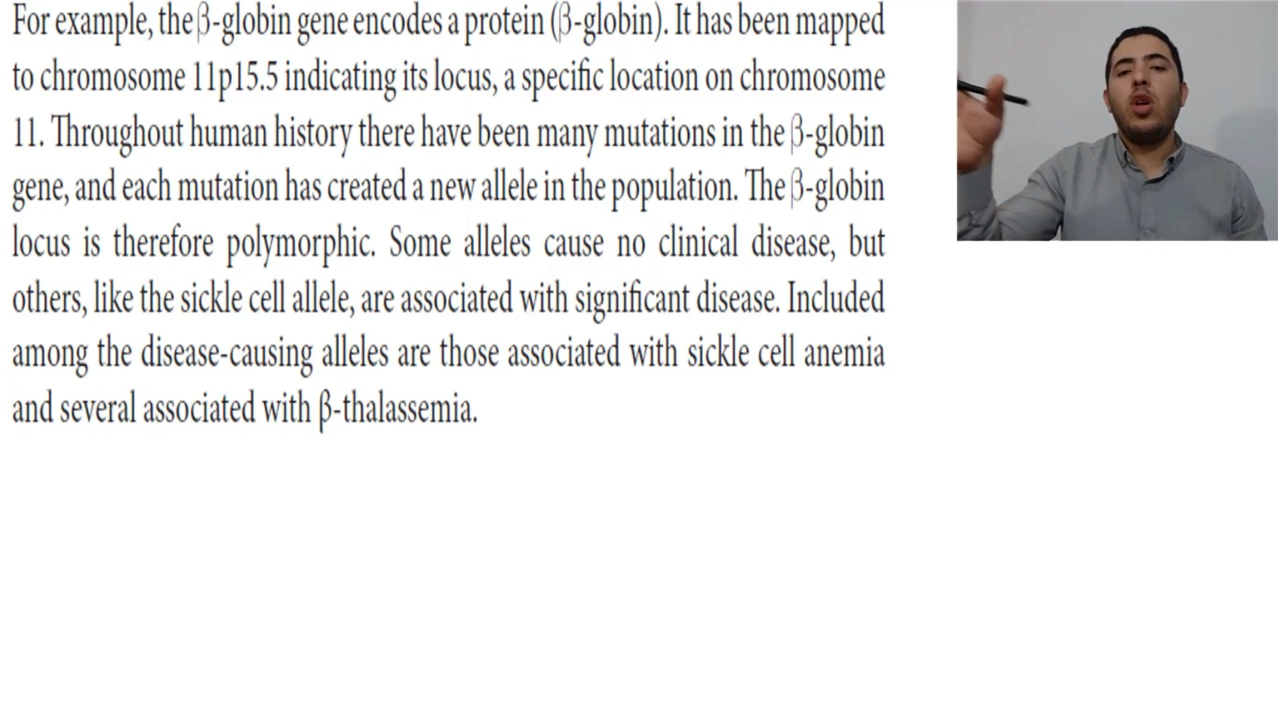 For example, the β-globin gene encodes a protein (β-globin). It has been mapped
to chromosome 11p15.5 indicating its locus, a specific location on chromosome
11. Throughout human history there have been many mutations in the β-globin
gene, and each mutation has created a new allele in the population. The β-globin
locus is therefore polymorphic. Some alleles cause no clinical disease, but
others, like the sickle cell allele, are associated with significant disease. Included
among the disease-causing alleles are those associated with sickle cell anemia
and several associated with β-thalassemia.